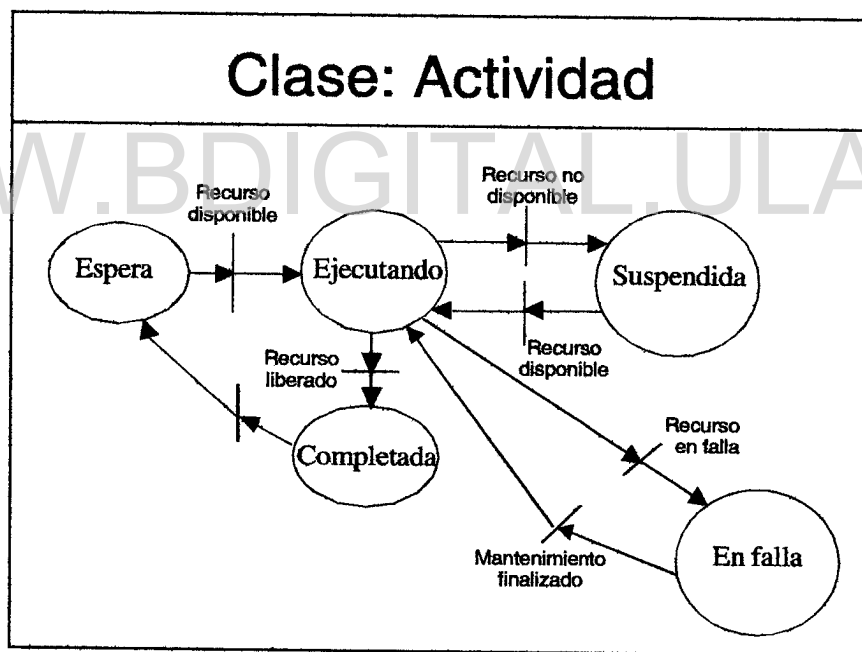 Clase: Actividad
W.BDIGITAL.ULA
Recurso
disponible
Recurso no
disponible
Espera
Ejecutando
Suspendida
Recurso
liberado
Recurso
disponible
Completada
Recurso
en falla
Mantenimiento
finalizado
En falla